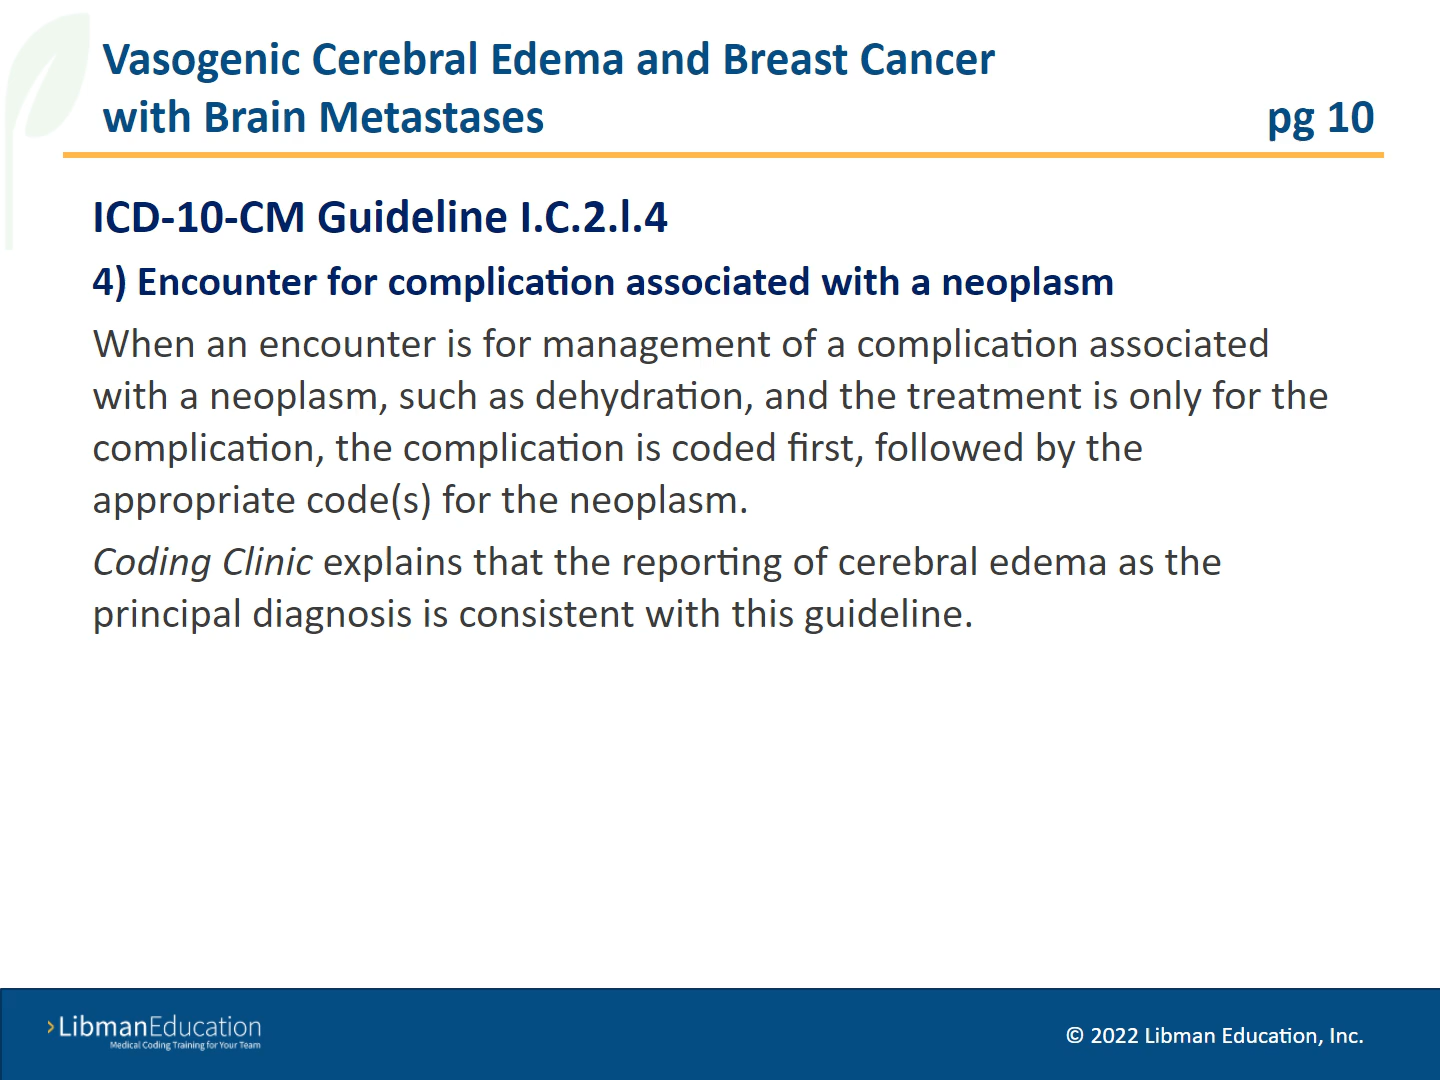 Vasogenic Cerebral Edema and Breast Cancer
with Brain Metastases
pg 10
ICD-10-CM Guideline I.C.2.l.4
4) Encounter for complication associated with a neoplasm
When an encounter is for management of a complication associated
with a neoplasm, such as dehydration, and the treatment is only for the
complication, the complication is coded first, followed by the
appropriate code(s) for the neoplasm.
Coding Clinic explains that the reporting of cerebral edema as the
principal diagnosis is consistent with this guideline.
LibmanEducation
Medical Coding Training for Your Team
© 2022 Libman Education, Inc.